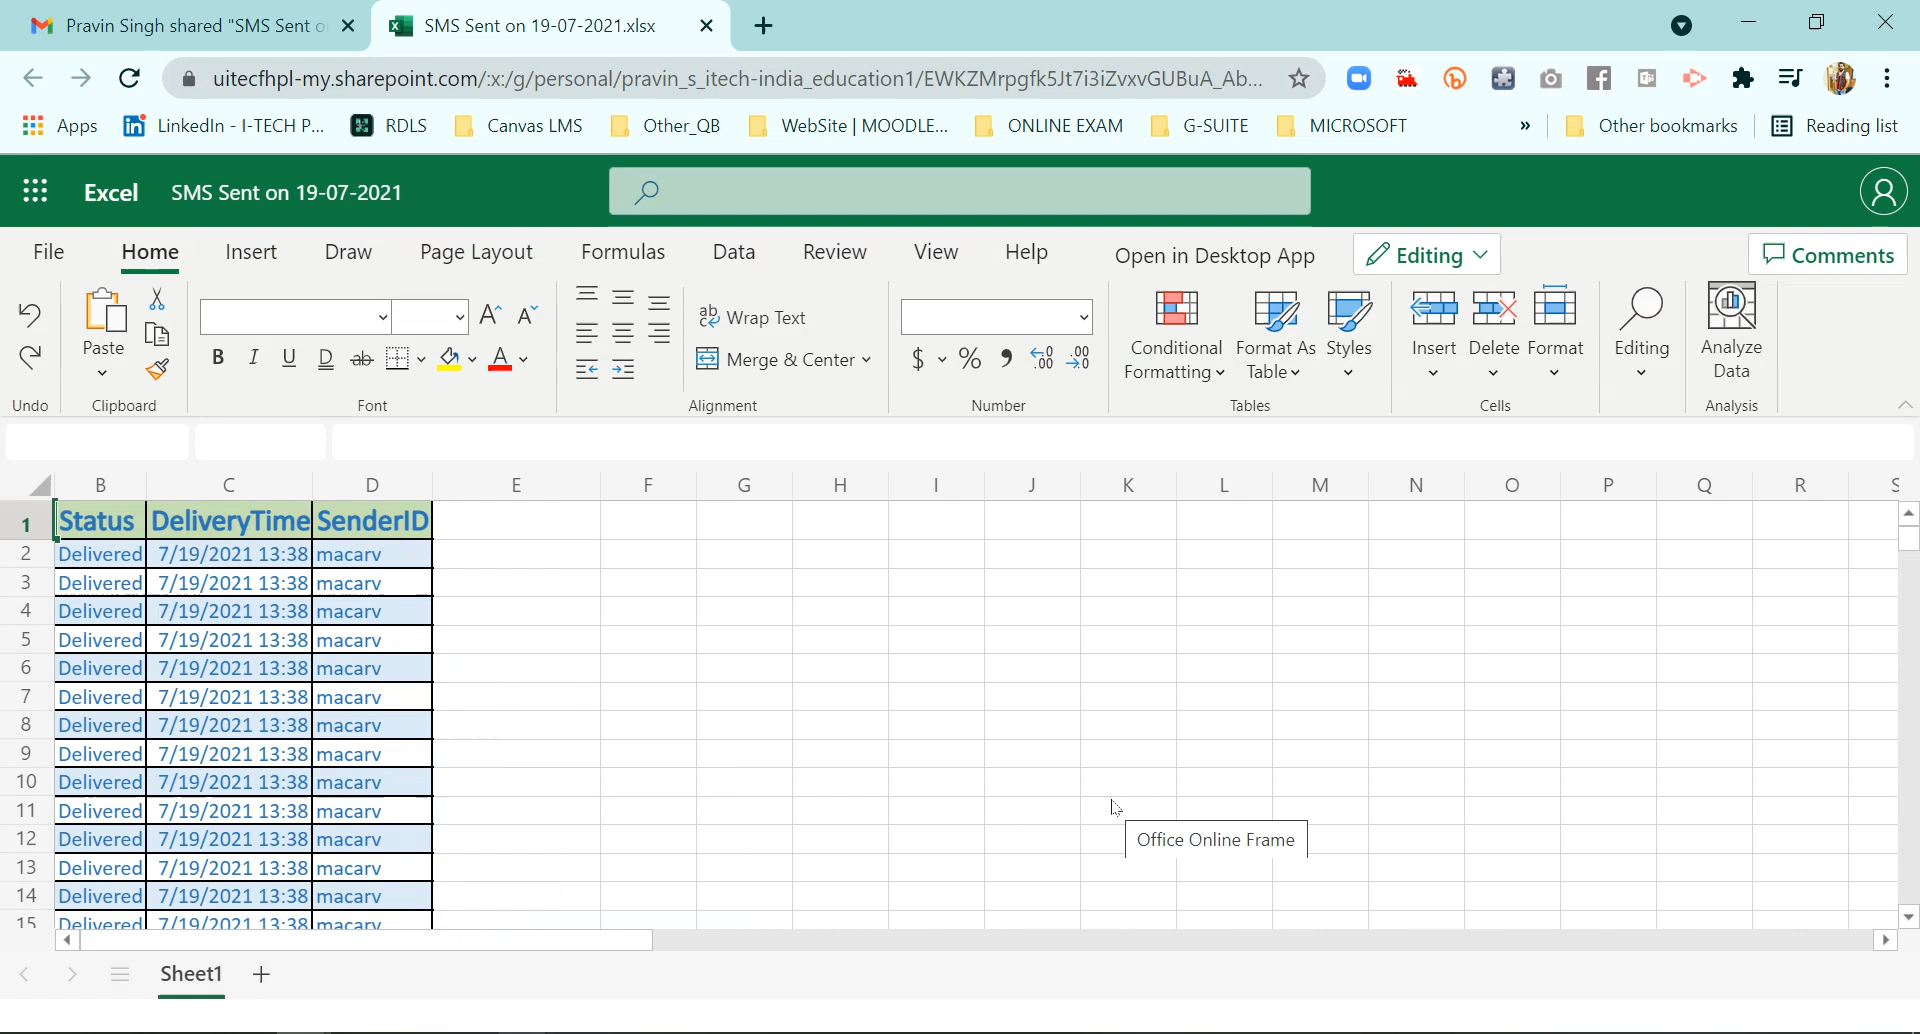 Pravin Singh shared "SMS Sent o
SMS Sent on 19-07-2021.xlsx
uitecfhpl-my.sharepoint.com/:x:/g/personal/pravin_s_itech-india_education1/EWKZMrpgfk5Jt7i3iZvxvGUBuA_Ab...
Apps LinkedIn - I-TECH P... RDLS Canvas LMS Other_QB WebSite | MOODLE... ONLINE EXAM G-SUITE MICROSOFT » Other bookmarks Reading list
Excel SMS Sent on 19-07-2021
File Home Insert Draw Page Layout Formulas Data Review View Help Open in Desktop App Editing Comments
Wrap Text
Merge & Center
Paste
Conditional Formatting
Format As Table
Styles
Insert Delete Format
Editing
Analyze Data
Undo Clipboard Font Alignment Number Tables Cells Analysis
B C D E F G H I J K L M N O P Q R S
1 Status DeliveryTime SenderID
2 Delivered 7/19/2021 13:38 macarv
3 Delivered 7/19/2021 13:38 macarv
4 Delivered 7/19/2021 13:38 macarv
5 Delivered 7/19/2021 13:38 macarv
6 Delivered 7/19/2021 13:38 macarv
7 Delivered 7/19/2021 13:38 macarv
8 Delivered 7/19/2021 13:38 macarv
9 Delivered 7/19/2021 13:38 macarv
10 Delivered 7/19/2021 13:38 macarv
11 Delivered 7/19/2021 13:38 macarv
12 Delivered 7/19/2021 13:38 macarv
13 Delivered 7/19/2021 13:38 macarv
14 Delivered 7/19/2021 13:38 macarv
15 Delivered 7/19/2021 13:38 macarv
Office Online Frame
Sheet1